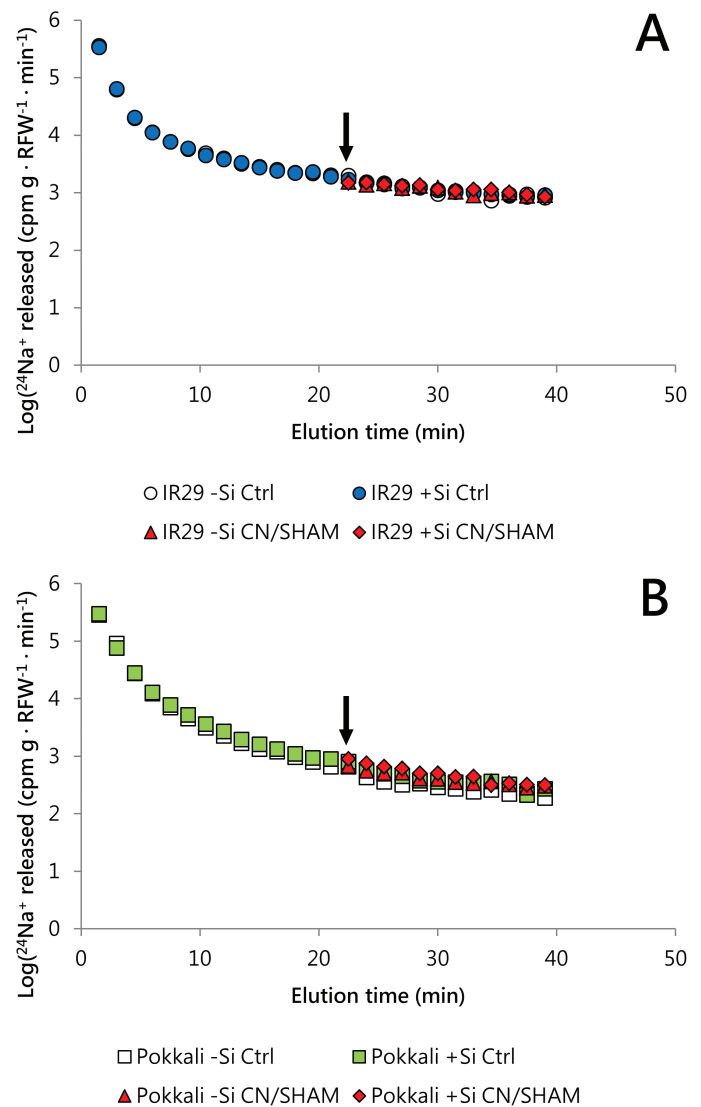 A
Log(²⁴Na⁺ released (cpm g · RFW⁻¹ · min⁻¹)
6
5
4
3
2
1
0
0 10 20 30 40 50
Elution time (min)
IR29 -Si Ctrl IR29 +Si Ctrl
IR29 -Si CN/SHAM IR29 +Si CN/SHAM
B
Log(²⁴Na⁺ released (cpm g · RFW⁻¹ · min⁻¹)
6
5
4
3
2
1
0
0 10 20 30 40 50
Elution time (min)
Pokkali -Si Ctrl Pokkali +Si Ctrl
Pokkali -Si CN/SHAM Pokkali +Si CN/SHAM